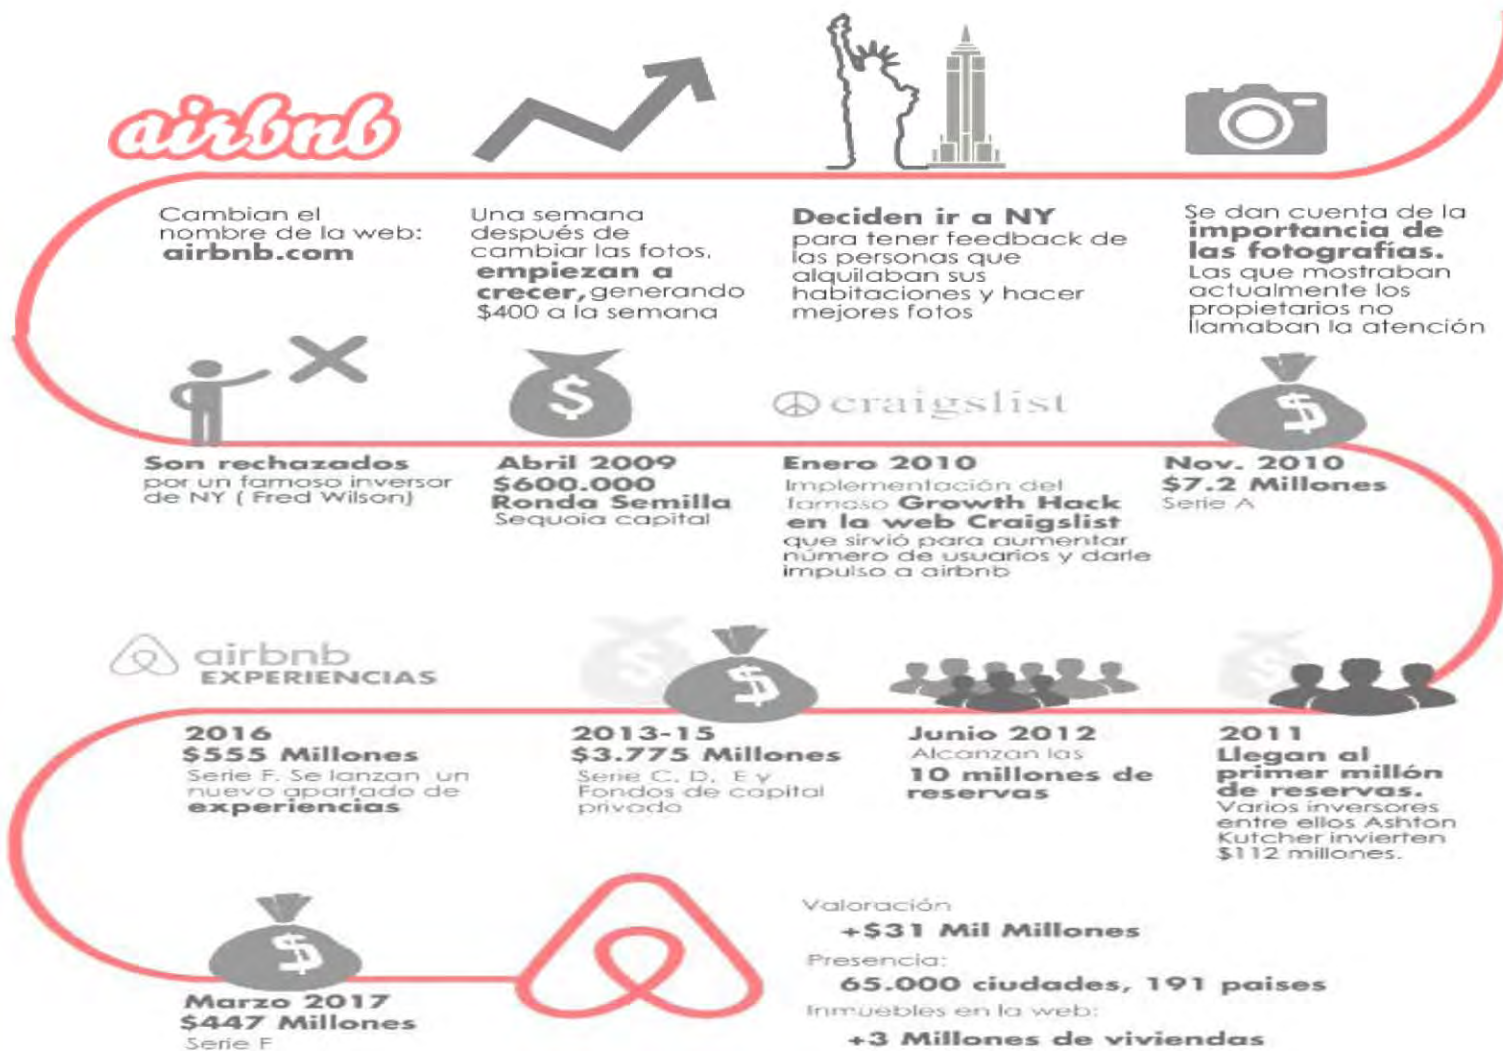 airbnb
Cambian el
nombre de la web:
airbnb.com
Una semana
después de
cambiar las fotos,
empiezan a
crecer, generando
$400 a la semana
Deciden ir a NY
para tener feedback de
las personas que
alquilaban sus
habitaciones y hacer
mejores fotos
Se dan cuenta de la
importancia de
las fotografías.
Las que mostraban
actualmente los
propietarios no
llamaban la atención
$
craigslist
$
Son rechazados
por un famoso inversor
de NY ( Fred Wilson)
Abril 2009
$600.000
Ronda Semilla
Sequoia capital
Enero 2010
Implementación del
famoso Growth Hack
en la web Craigslist
que sirvió para aumentar
número de usuarios y darle
impulso a airbnb
Nov. 2010
$7.2 Millones
Serie A
airbnb
EXPERIENCIAS
$
$
$
2016
$555 Millones
Serie F. Se lanzan un
nuevo apartado de
experiencias
2013-15
$3.775 Millones
Serie C, D, E y
Fondos de capital
privado
Junio 2012
Alcanzan las
10 millones de
reservas
2011
Llegan al
primer millón
de reservas.
Varios inversores
entre ellos Ashton
Kutcher invierten
$112 millones.
$
Marzo 2017
$447 Millones
Serie F
Valoración
+$31 Mil Millones
Presencia:
65.000 ciudades, 191 paises
Inmuebles en la web:
+3 Millones de viviendas